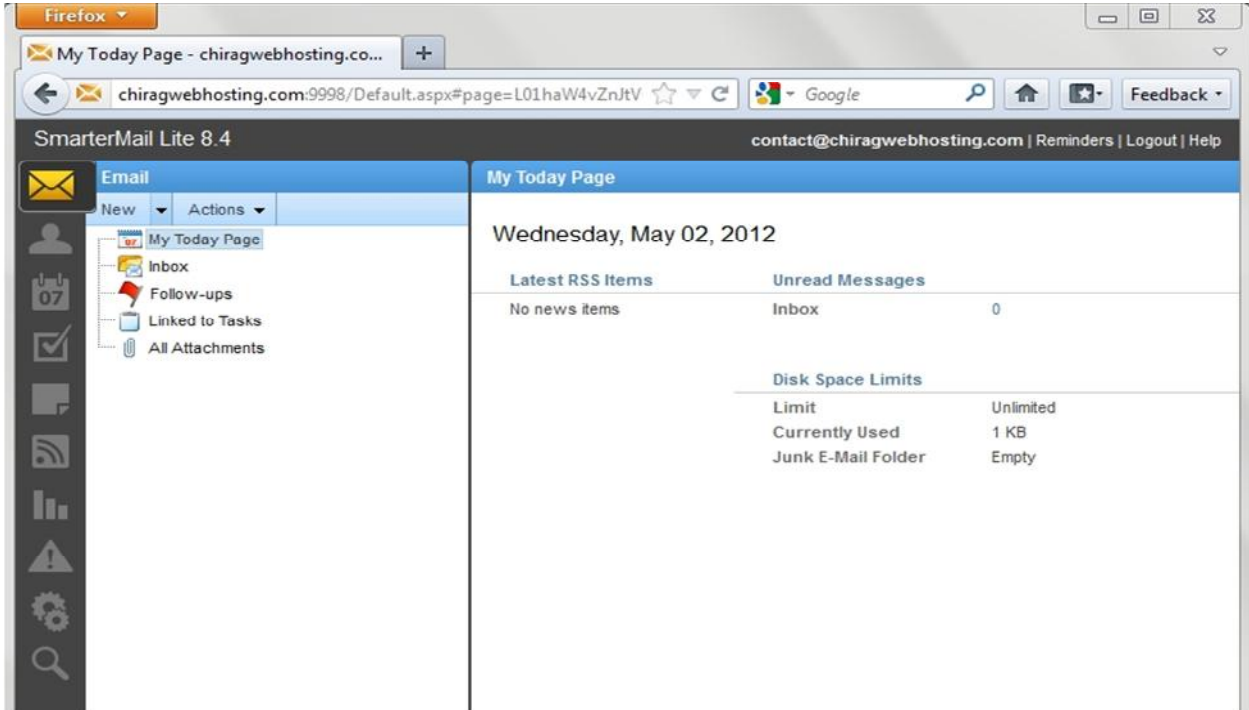 Firefox
My Today Page - chiragwebhosting.co...
chiragwebhosting.com:9998/Default.aspx#page=L01haW4vZnJtV
Google
Feedback
SmarterMail Lite 8.4
contact@chiragwebhosting.com | Reminders | Logout | Help
Email
New
Actions
07
My Today Page
Inbox
Follow-ups
Linked to Tasks
All Attachments
07
My Today Page
Wednesday, May 02, 2012
Latest RSS Items
No news items
Unread Messages
Inbox 0
Disk Space Limits
Limit Unlimited
Currently Used 1 KB
Junk E-Mail Folder Empty